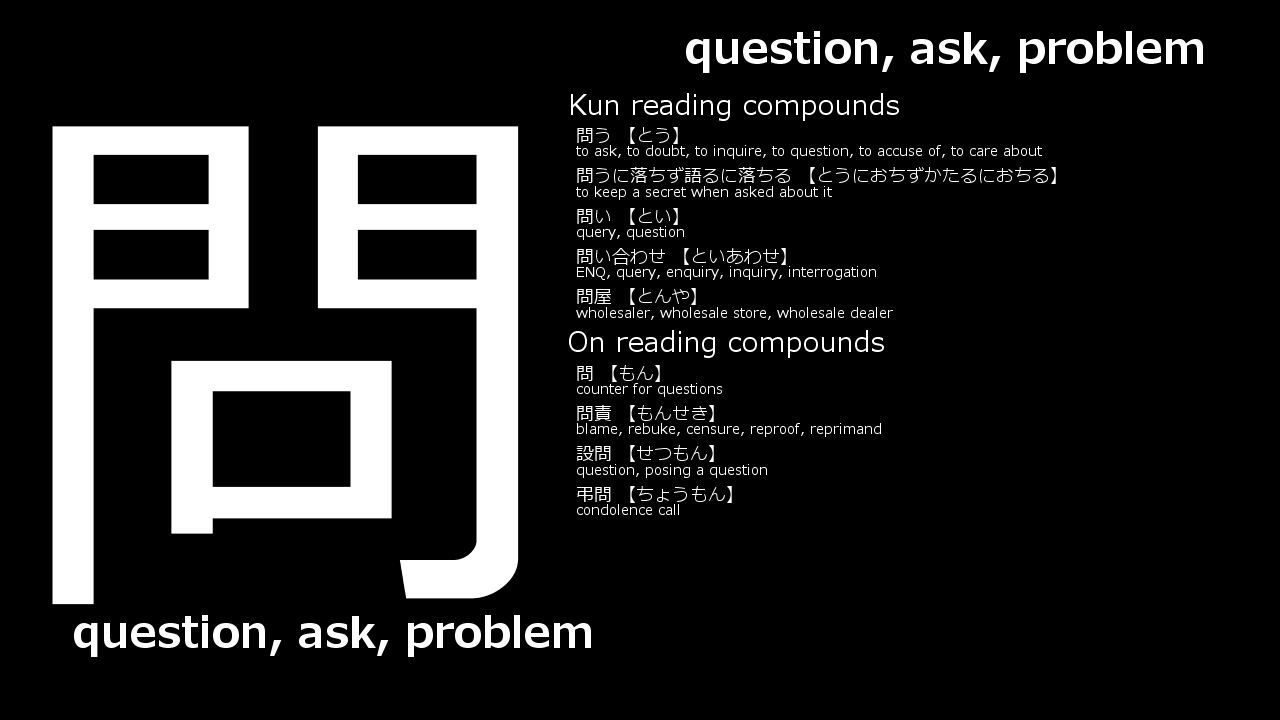 question, ask, problem
問
question, ask, problem
Kun reading compounds
問う 【とう】
to ask, to doubt, to inquire, to question, to accuse of, to care about
問うに落ちず語るに落ちる 【とうにおちずかたるにおちる】
to keep a secret when asked about it
問い 【とい】
query, question
問い合わせ 【といあわせ】
ENQ, query, enquiry, inquiry, interrogation
問屋 【とんや】
wholesaler, wholesale store, wholesale dealer
On reading compounds
問 【もん】
counter for questions
問責 【もんせき】
blame, rebuke, censure, reproof, reprimand
設問 【せつもん】
question, posing a question
弔問 【ちょうもん】
condolence call